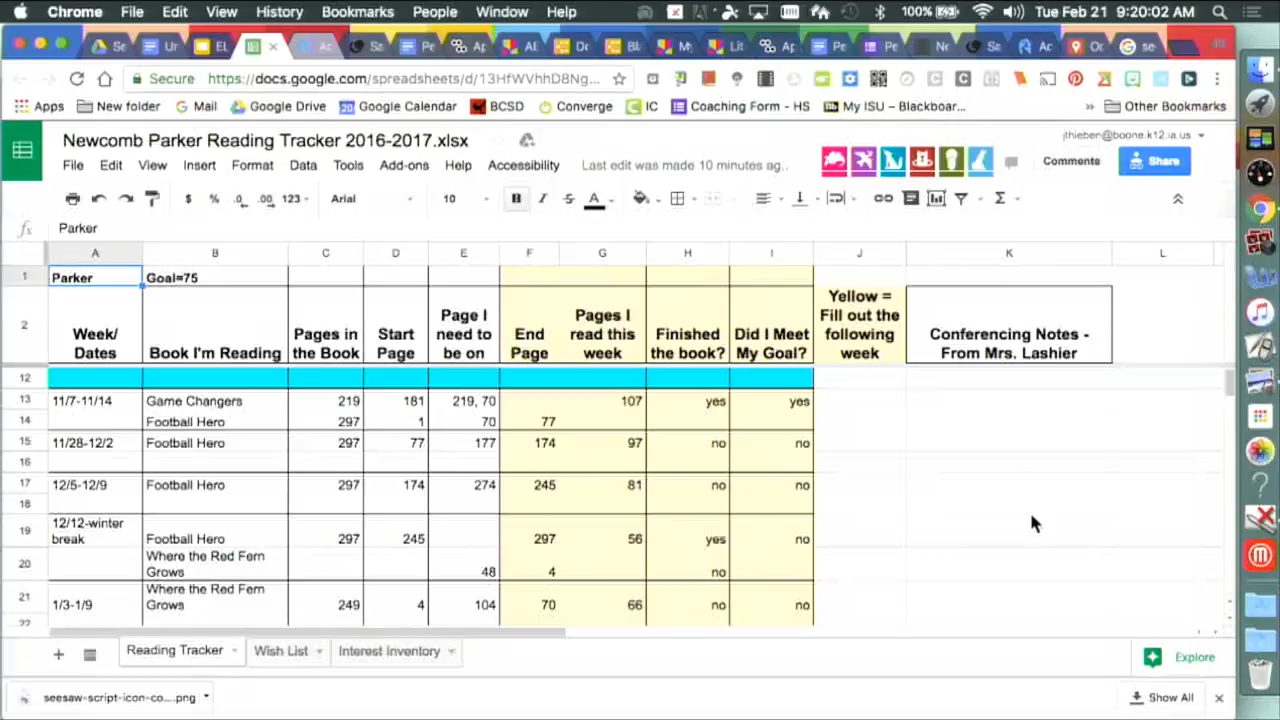 Chrome File Edit View History Bookmarks People Window Help 100% Tue Feb 21 9:20:02 AM
Secure https://docs.google.com/spreadsheets/d/13HfWVhhD8Ng...
Apps New folder Mail Google Drive Google Calendar BCSD Converge IC Coaching Form - HS My ISU – Blackboar... » Other Bookmarks
jthieben@boone.k12.ia.us
Newcomb Parker Reading Tracker 2016-2017.xlsx
File Edit View Insert Format Data Tools Add-ons Help Accessibility Last edit was made 10 minutes ag.. Comments Share
$ % .0 .00 123 Arial 10
fx Parker
A B C D E F G H I J K L
1 Parker Goal=75
2 Week/ Dates Book I'm Reading Pages in the Book Start Page Page I need to be on End Page Pages I read this week Finished the book? Did I Meet My Goal? Yellow = Fill out the following week Conferencing Notes - From Mrs. Lashier
12
13 11/7-11/14 Game Changers 219 181 219, 70 107 yes yes
14 Football Hero 297 1 70 77
15 11/28-12/2 Football Hero 297 77 177 174 97 no no
16
17 12/5-12/9 Football Hero 297 174 274 245 81 no no
18
19 12/12-winter break Football Hero 297 245 297 56 yes no
20 Where the Red Fern Grows 48 4 no
21 1/3-1/9 Where the Red Fern Grows 249 4 104 70 66 no no
22
Reading Tracker Wish List Interest Inventory
Explore
seesaw-script-icon-co....png Show All